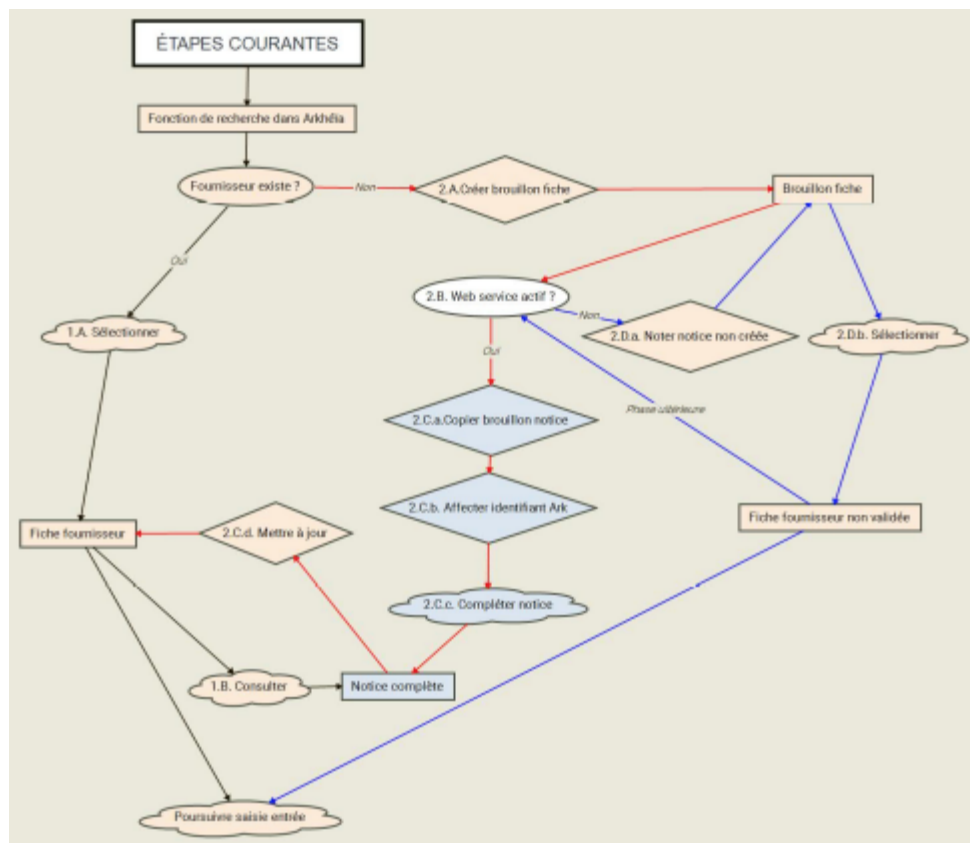 ÉTAPES COURANTES
Fonction de recherche dans Arkhéia
Fournisseur existe ?
Non
2.A.Créer brouillon fiche
Brouillon fiche
Oui
2.B. Web service actif ?
Non
1.A. Sélectionner
2.D.a. Noter notice non créée
2.D.b. Sélectionner
Oui
Phase ultérieure
2.C.a.Copier brouillon notice
2.C.b. Affecter identifiant Ark
Fiche fournisseur non validée
Fiche fournisseur
2.C.d. Mettre à jour
2.C.c. Compléter notice
1.B. Consulter
Notice complète
Poursuivre saisie entrée